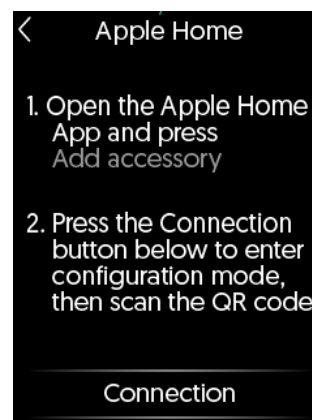 Apple Home
1. Open the Apple Home
App and press
Add accessory
2. Press the Connection
button below to enter
configuration mode,
then scan the QR code
Connection